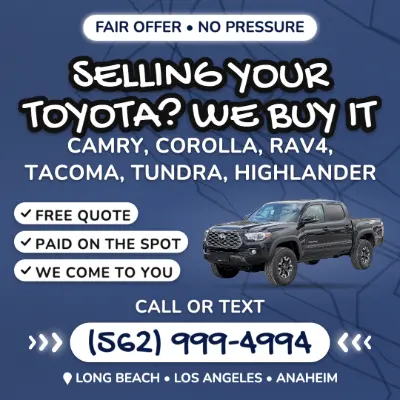 FAIR OFFER • NO PRESSURE
SELLING YOUR
TOYOTA? WE BUY IT
CAMRY, COROLLA, RAV4,
TACOMA, TUNDRA, HIGHLANDER
FREE QUOTE
PAID ON THE SPOT
WE COME TO YOU
CALL OR TEXT
(562) 999-4994
LONG BEACH • LOS ANGELES • ANAHEIM